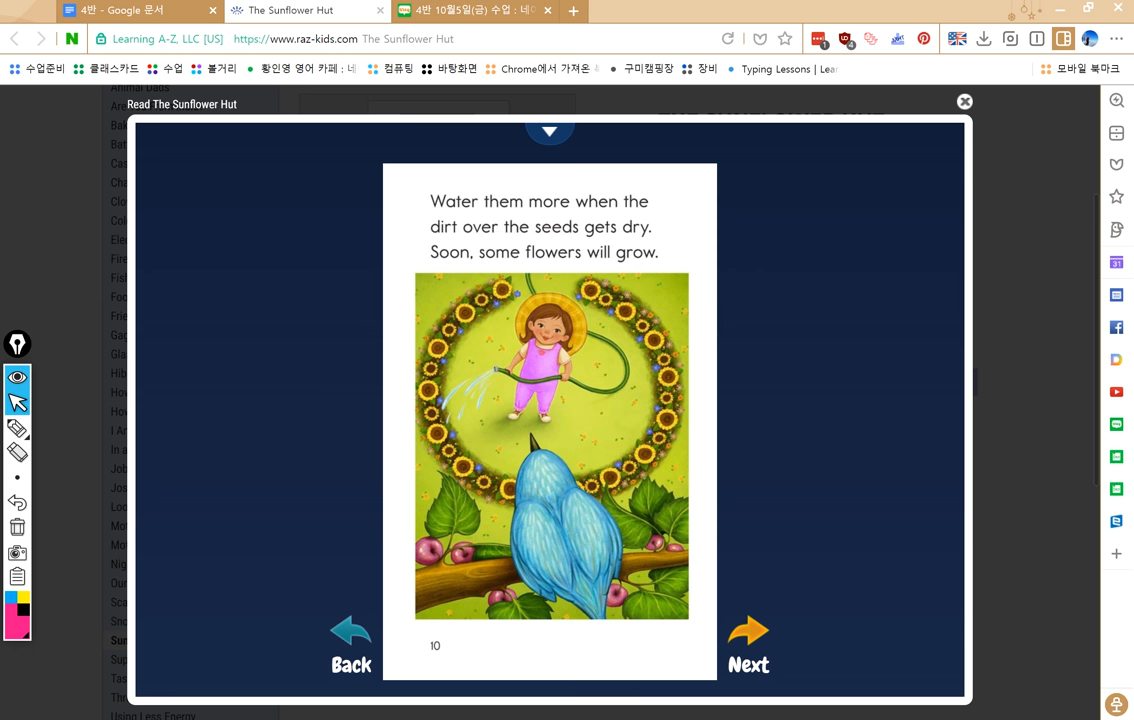 4반 - Google 문서
The Sunflower Hut
4반 10월5일(금) 수업 : 네
Learning A-Z, LLC [US] https://www.raz-kids.com The Sunflower Hut
수업준비 클래스카드 수업 볼거리 황인영 영어 카페 : 네 컴퓨팅 바탕화면 Chrome에서 가져온 구미캠핑장 장비 Typing Lessons | Lear 모바일 북마크
Animal Dads
Read The Sunflower Hut
Water them more when the
dirt over the seeds gets dry.
Soon, some flowers will grow.
10
Back
Next
Using Less Energy